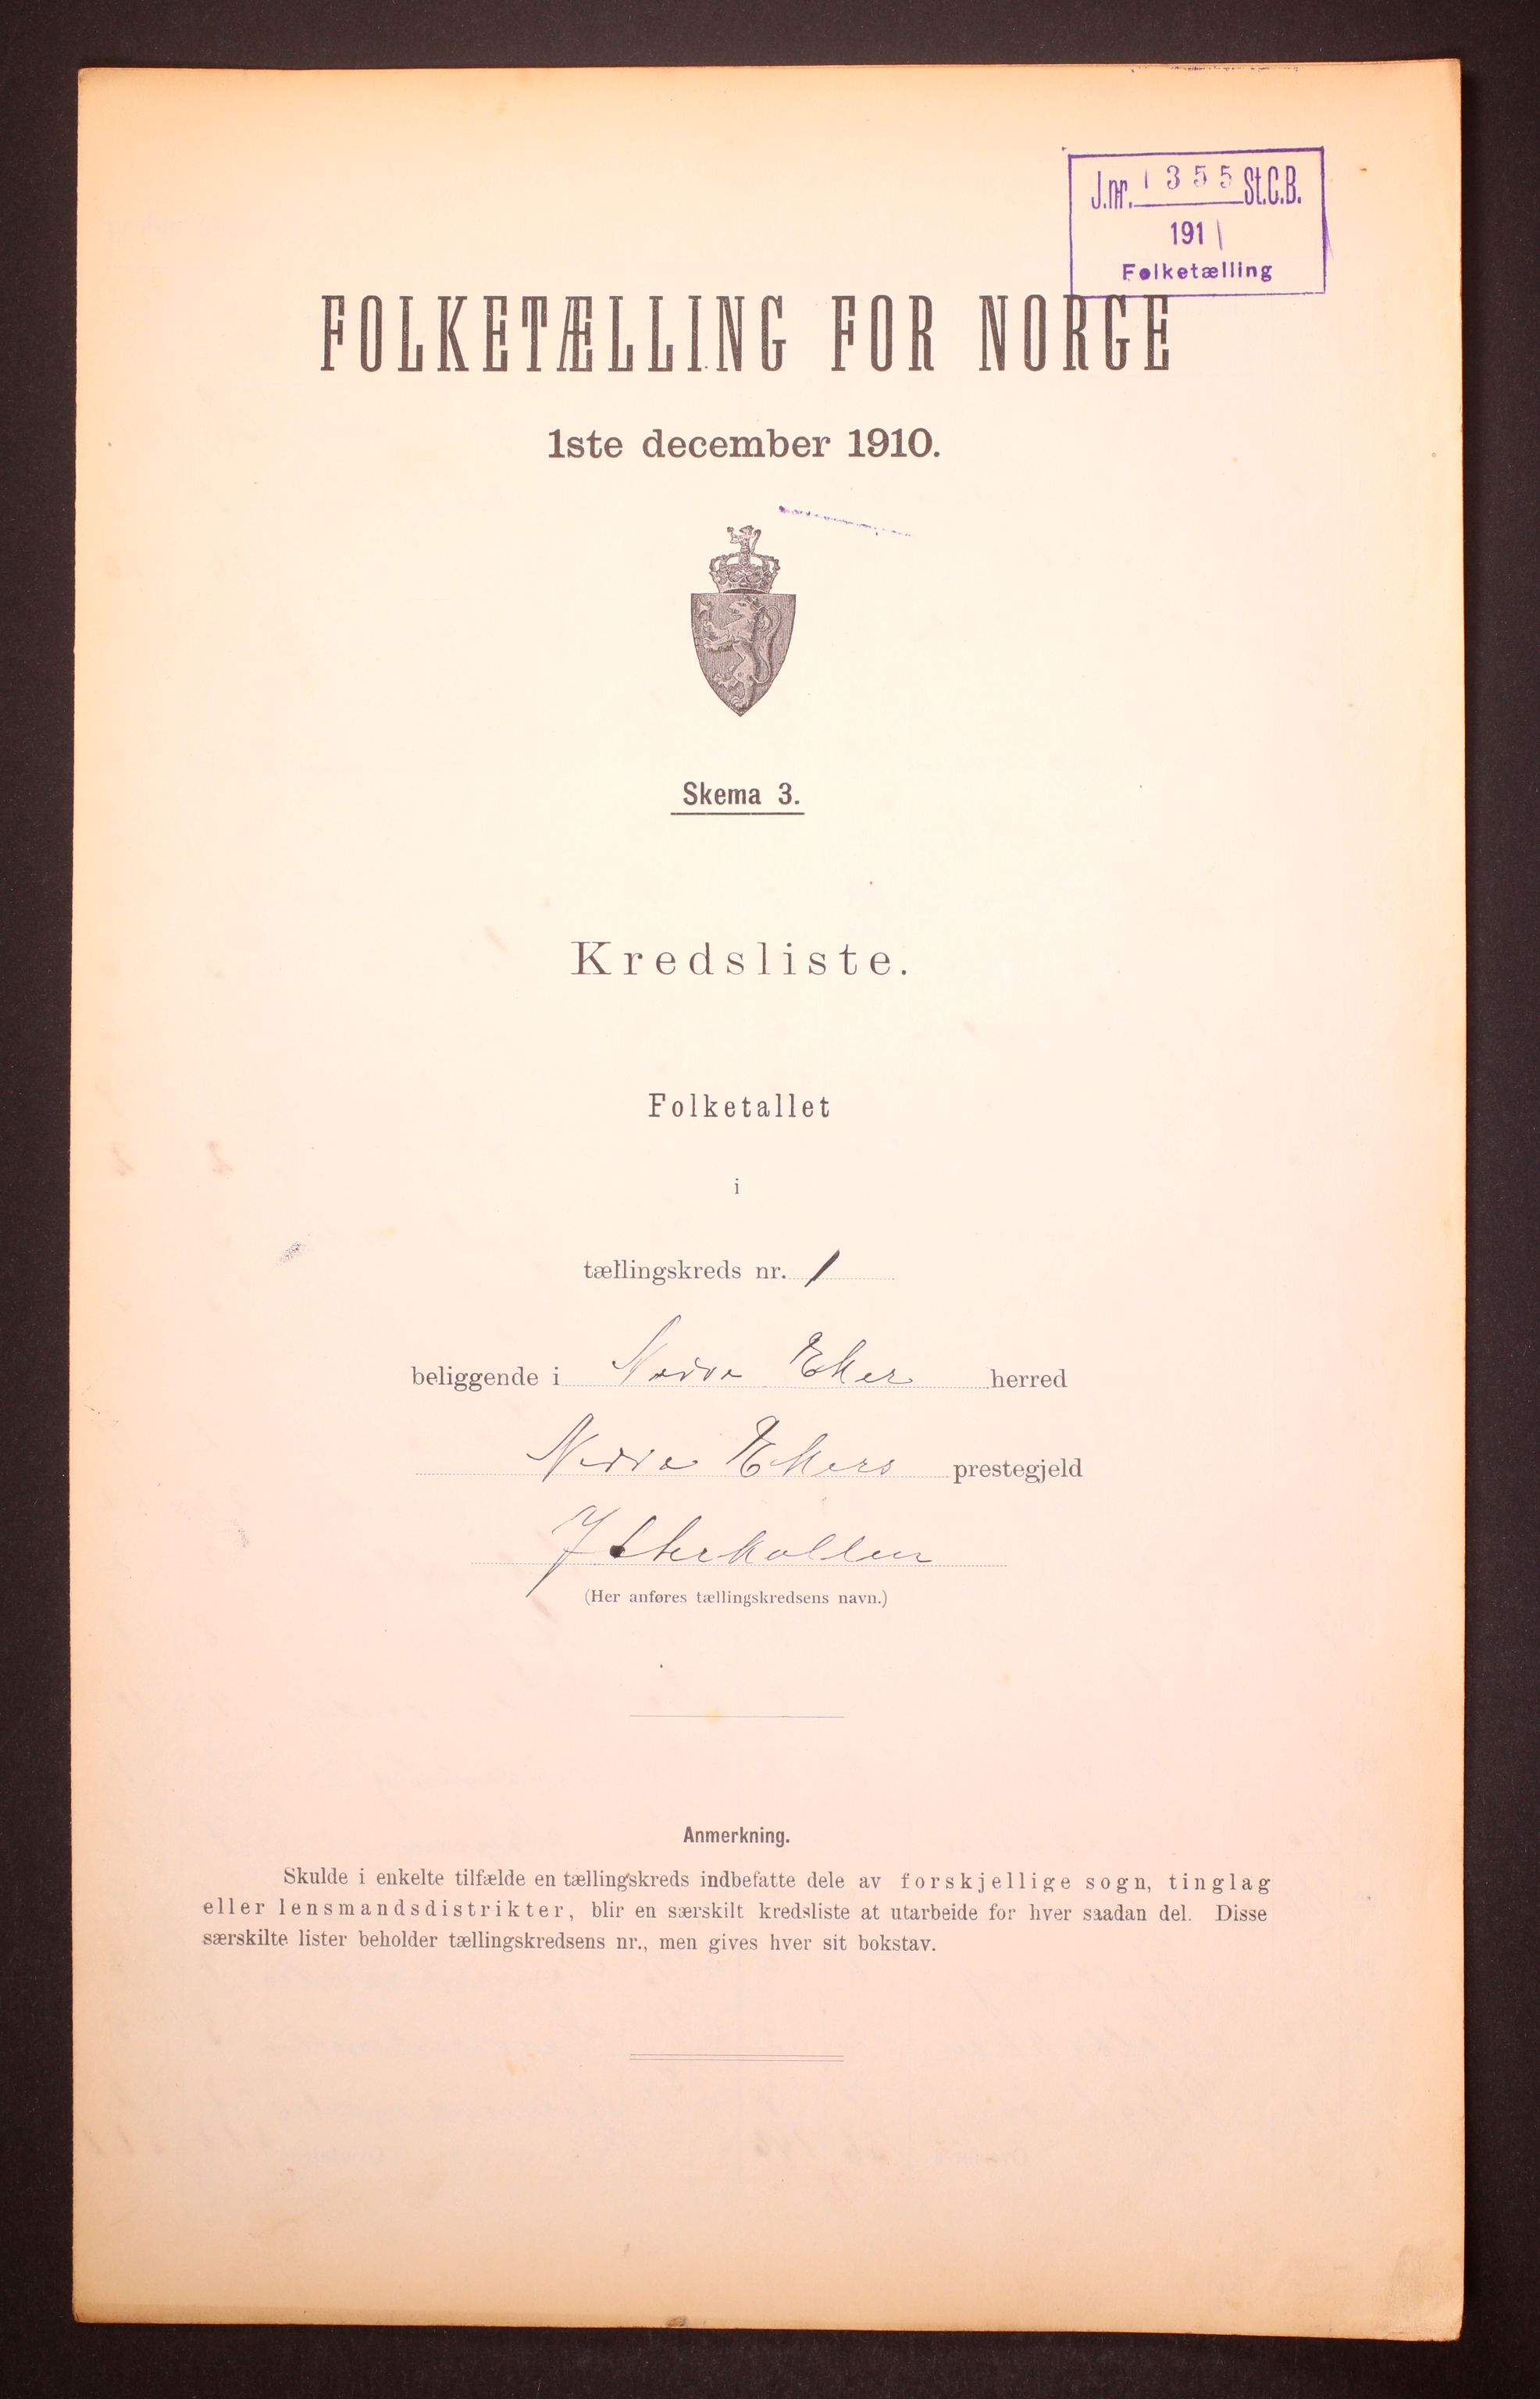 J.nr. 1355 St.C.B.
1911
Folketælling
FOLKETÆLLING FOR NORGE
1ste december 1910.
Skema 3.
Kredsliste.
Folketallet
i
tællingskreds nr. 1
beliggende i Nedre Eker herred
Nedre Ekers prestegjeld
Ytterkollen
(Her anføres tællingskredsens navn.)
Anmerkning.
Skulde i enkelte tilfælde en tællingskreds indbefatte dele av forskjellige sogn, tinglag
eller lensmandsdistrikter, blir en særskilt kredsliste at utarbeide for hver saadan del. Disse
særskilte lister beholder tællingskredsens nr., men gives hver sit bokstav.